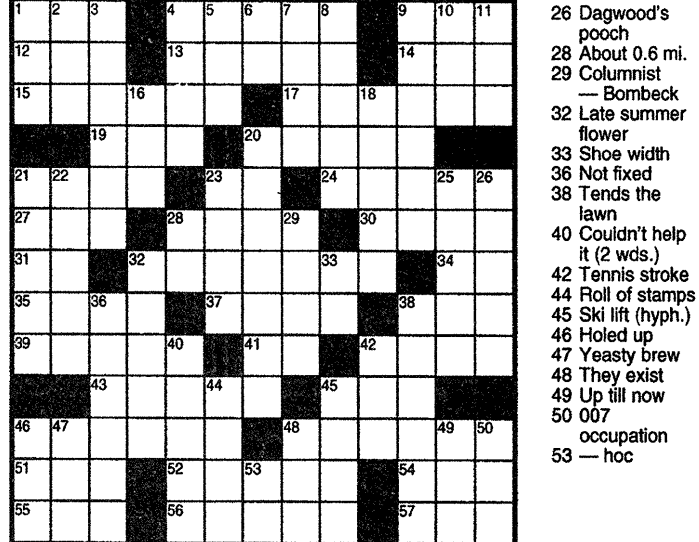 1 2 3 4 5 6 7 8 9 10 11
12 13 14
15 16 17 18
19 20
21 22 23 24 25 26
27 28 29 30
31 32 33 34
35 36 37 38
39 40 41 42
43 44 45
46 47 48 49 50
51 52 53 54
55 56 57
26 Dagwood's
pooch
28 About 0.6 mi.
29 Columnist
— Bombeck
32 Late summer
flower
33 Shoe width
36 Not fixed
38 Tends the
lawn
40 Couldn't help
it (2 wds.)
42 Tennis stroke
44 Roll of stamps
45 Ski lift (hyph.)
46 Holed up
47 Yeasty brew
48 They exist
49 Up till now
50 007
occupation
53 — hoc